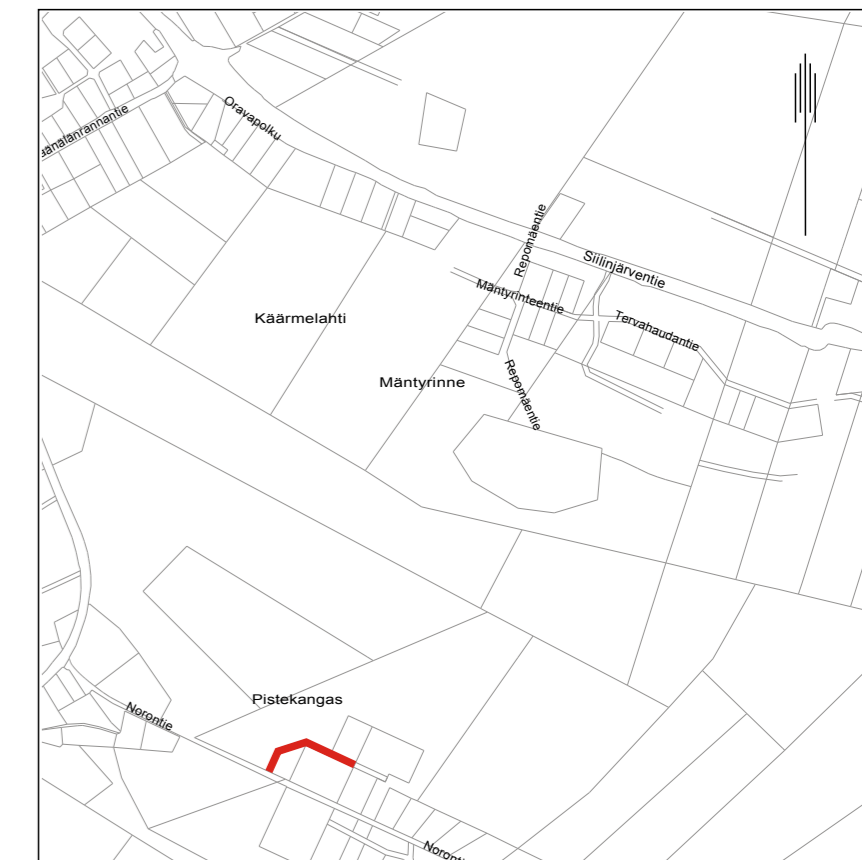 Oravapolku
Repomäentie
Siilinjärventie
Mäntyrinteentie
Tervahaudantie
Käärmelahti
Mäntyrinne
Repomäentie
Pistekangas
Norontie